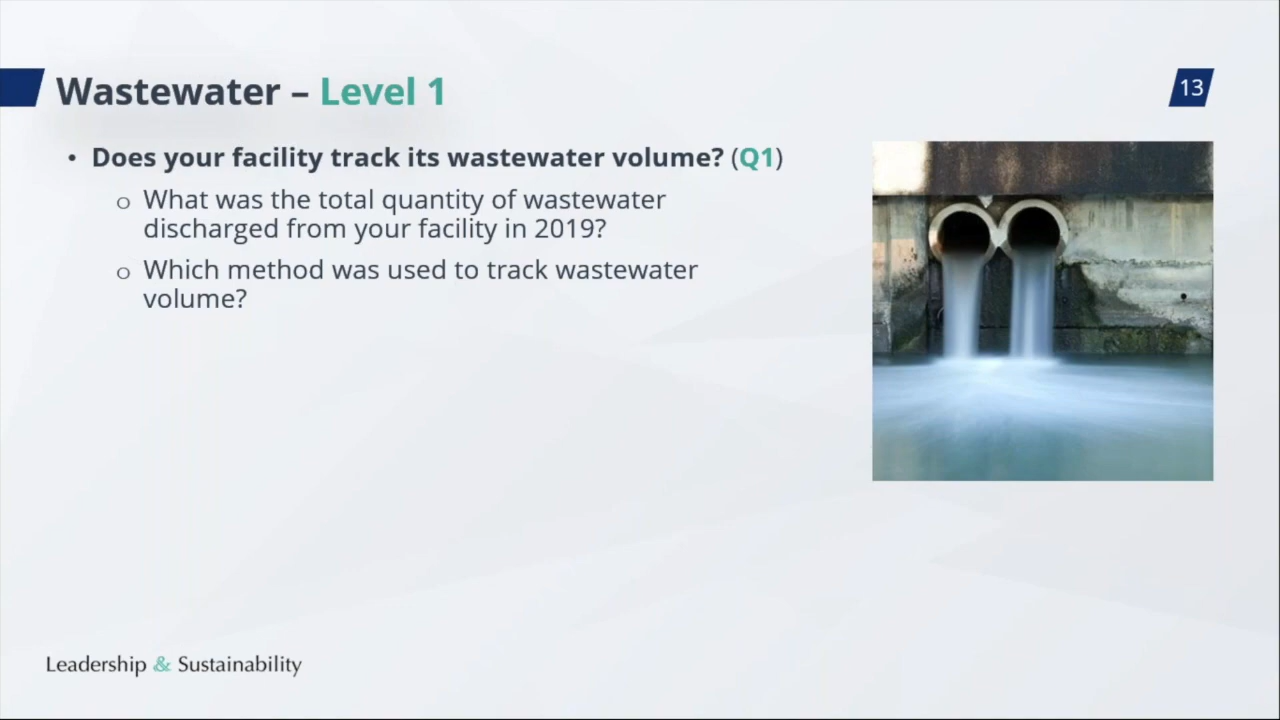 Wastewater – Level 1
13
• Does your facility track its wastewater volume? (Q1)
o What was the total quantity of wastewater
discharged from your facility in 2019?
o Which method was used to track wastewater
volume?
Leadership & Sustainability